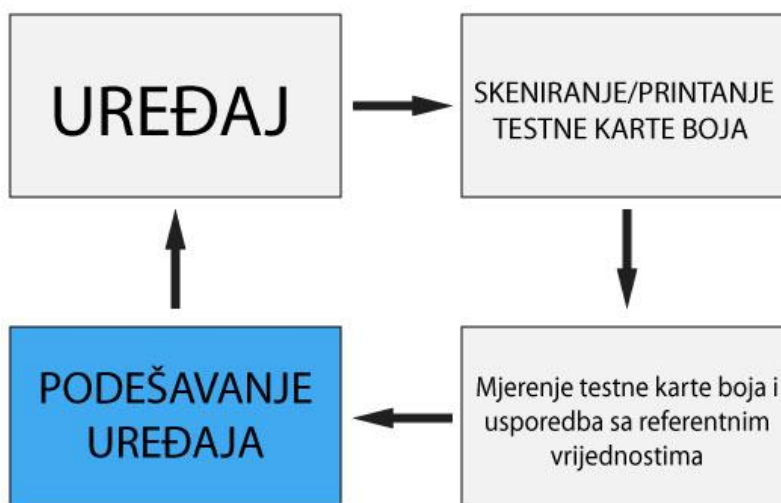 UREĐAJ
SKENIRANJE/PRINTANJE
TESTNE KARTE BOJA
PODEŠAVANJE
UREĐAJA
Mjerenje testne karte boja i
usporedba sa referentnim
vrijednostima